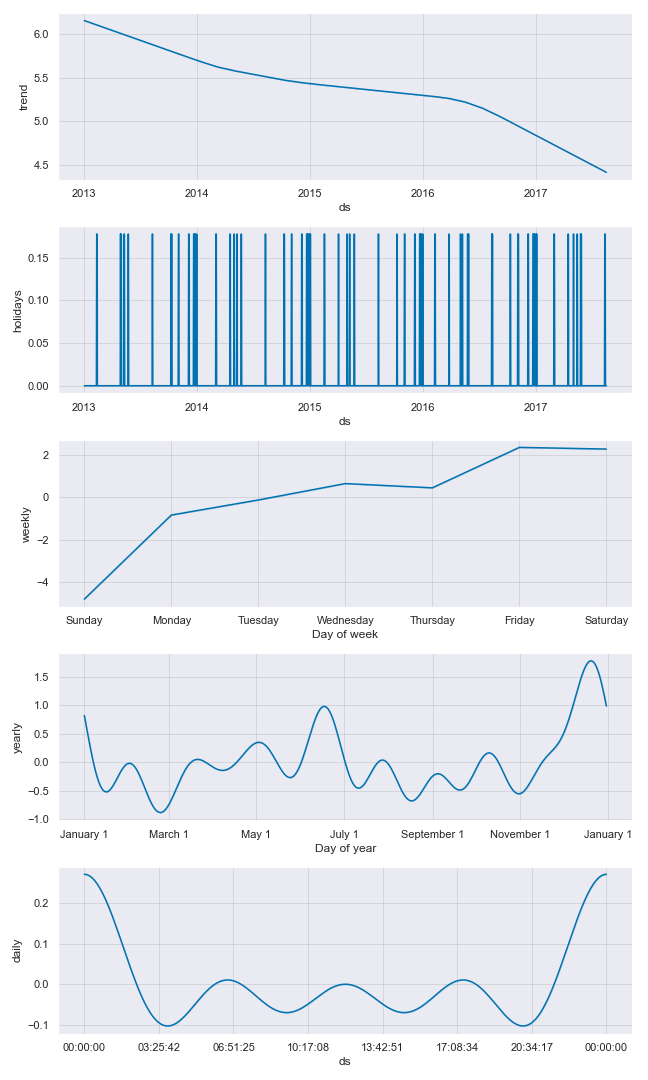 6.0
5.5
5.0
4.5
trend
2013 2014 2015 2016 2017
ds
0.15
0.10
0.05
0.00
holidays
2013 2014 2015 2016 2017
ds
2
0
−2
−4
weekly
Sunday Monday Tuesday Wednesday Thursday Friday Saturday
Day of week
1.5
1.0
0.5
0.0
−0.5
−1.0
yearly
January 1 March 1 May 1 July 1 September 1 November 1 January 1
Day of year
0.2
0.1
0.0
−0.1
daily
00:00:00 03:25:42 06:51:25 10:17:08 13:42:51 17:08:34 20:34:17 00:00:00
ds